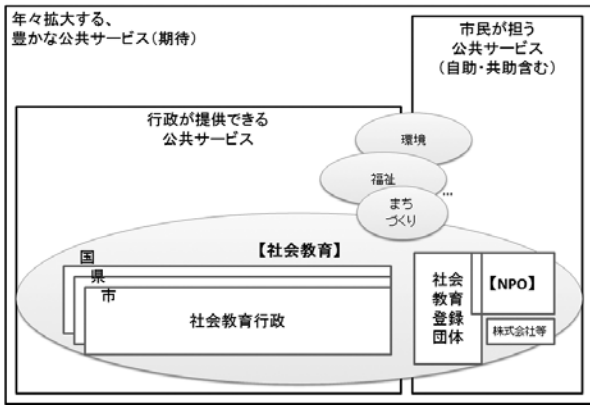 年々拡大する、
豊かな公共サービス(期待)
市民が担う
公共サービス
(自助・共助含む)
行政が提供できる
公共サービス
環境
福祉
…
まち
づくり
【社会教育】
国
県
市
社会教育行政
社会
教育
登録
団体
【NPO】
株式会社等